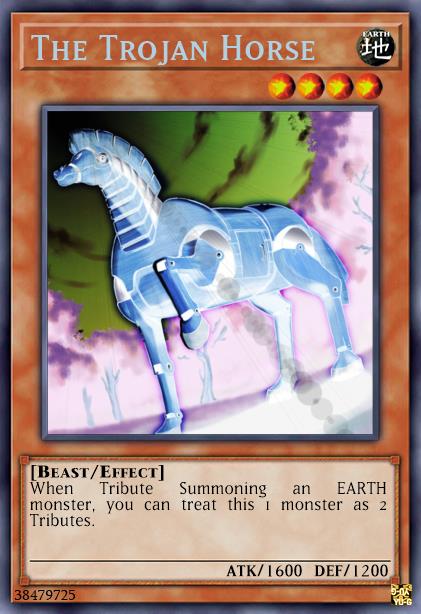 The Trojan Horse
EARTH
地
[Beast/Effect]
When Tribute Summoning an EARTH
monster, you can treat this 1 monster as 2
Tributes.
ATK/1600 DEF/1200
38479725